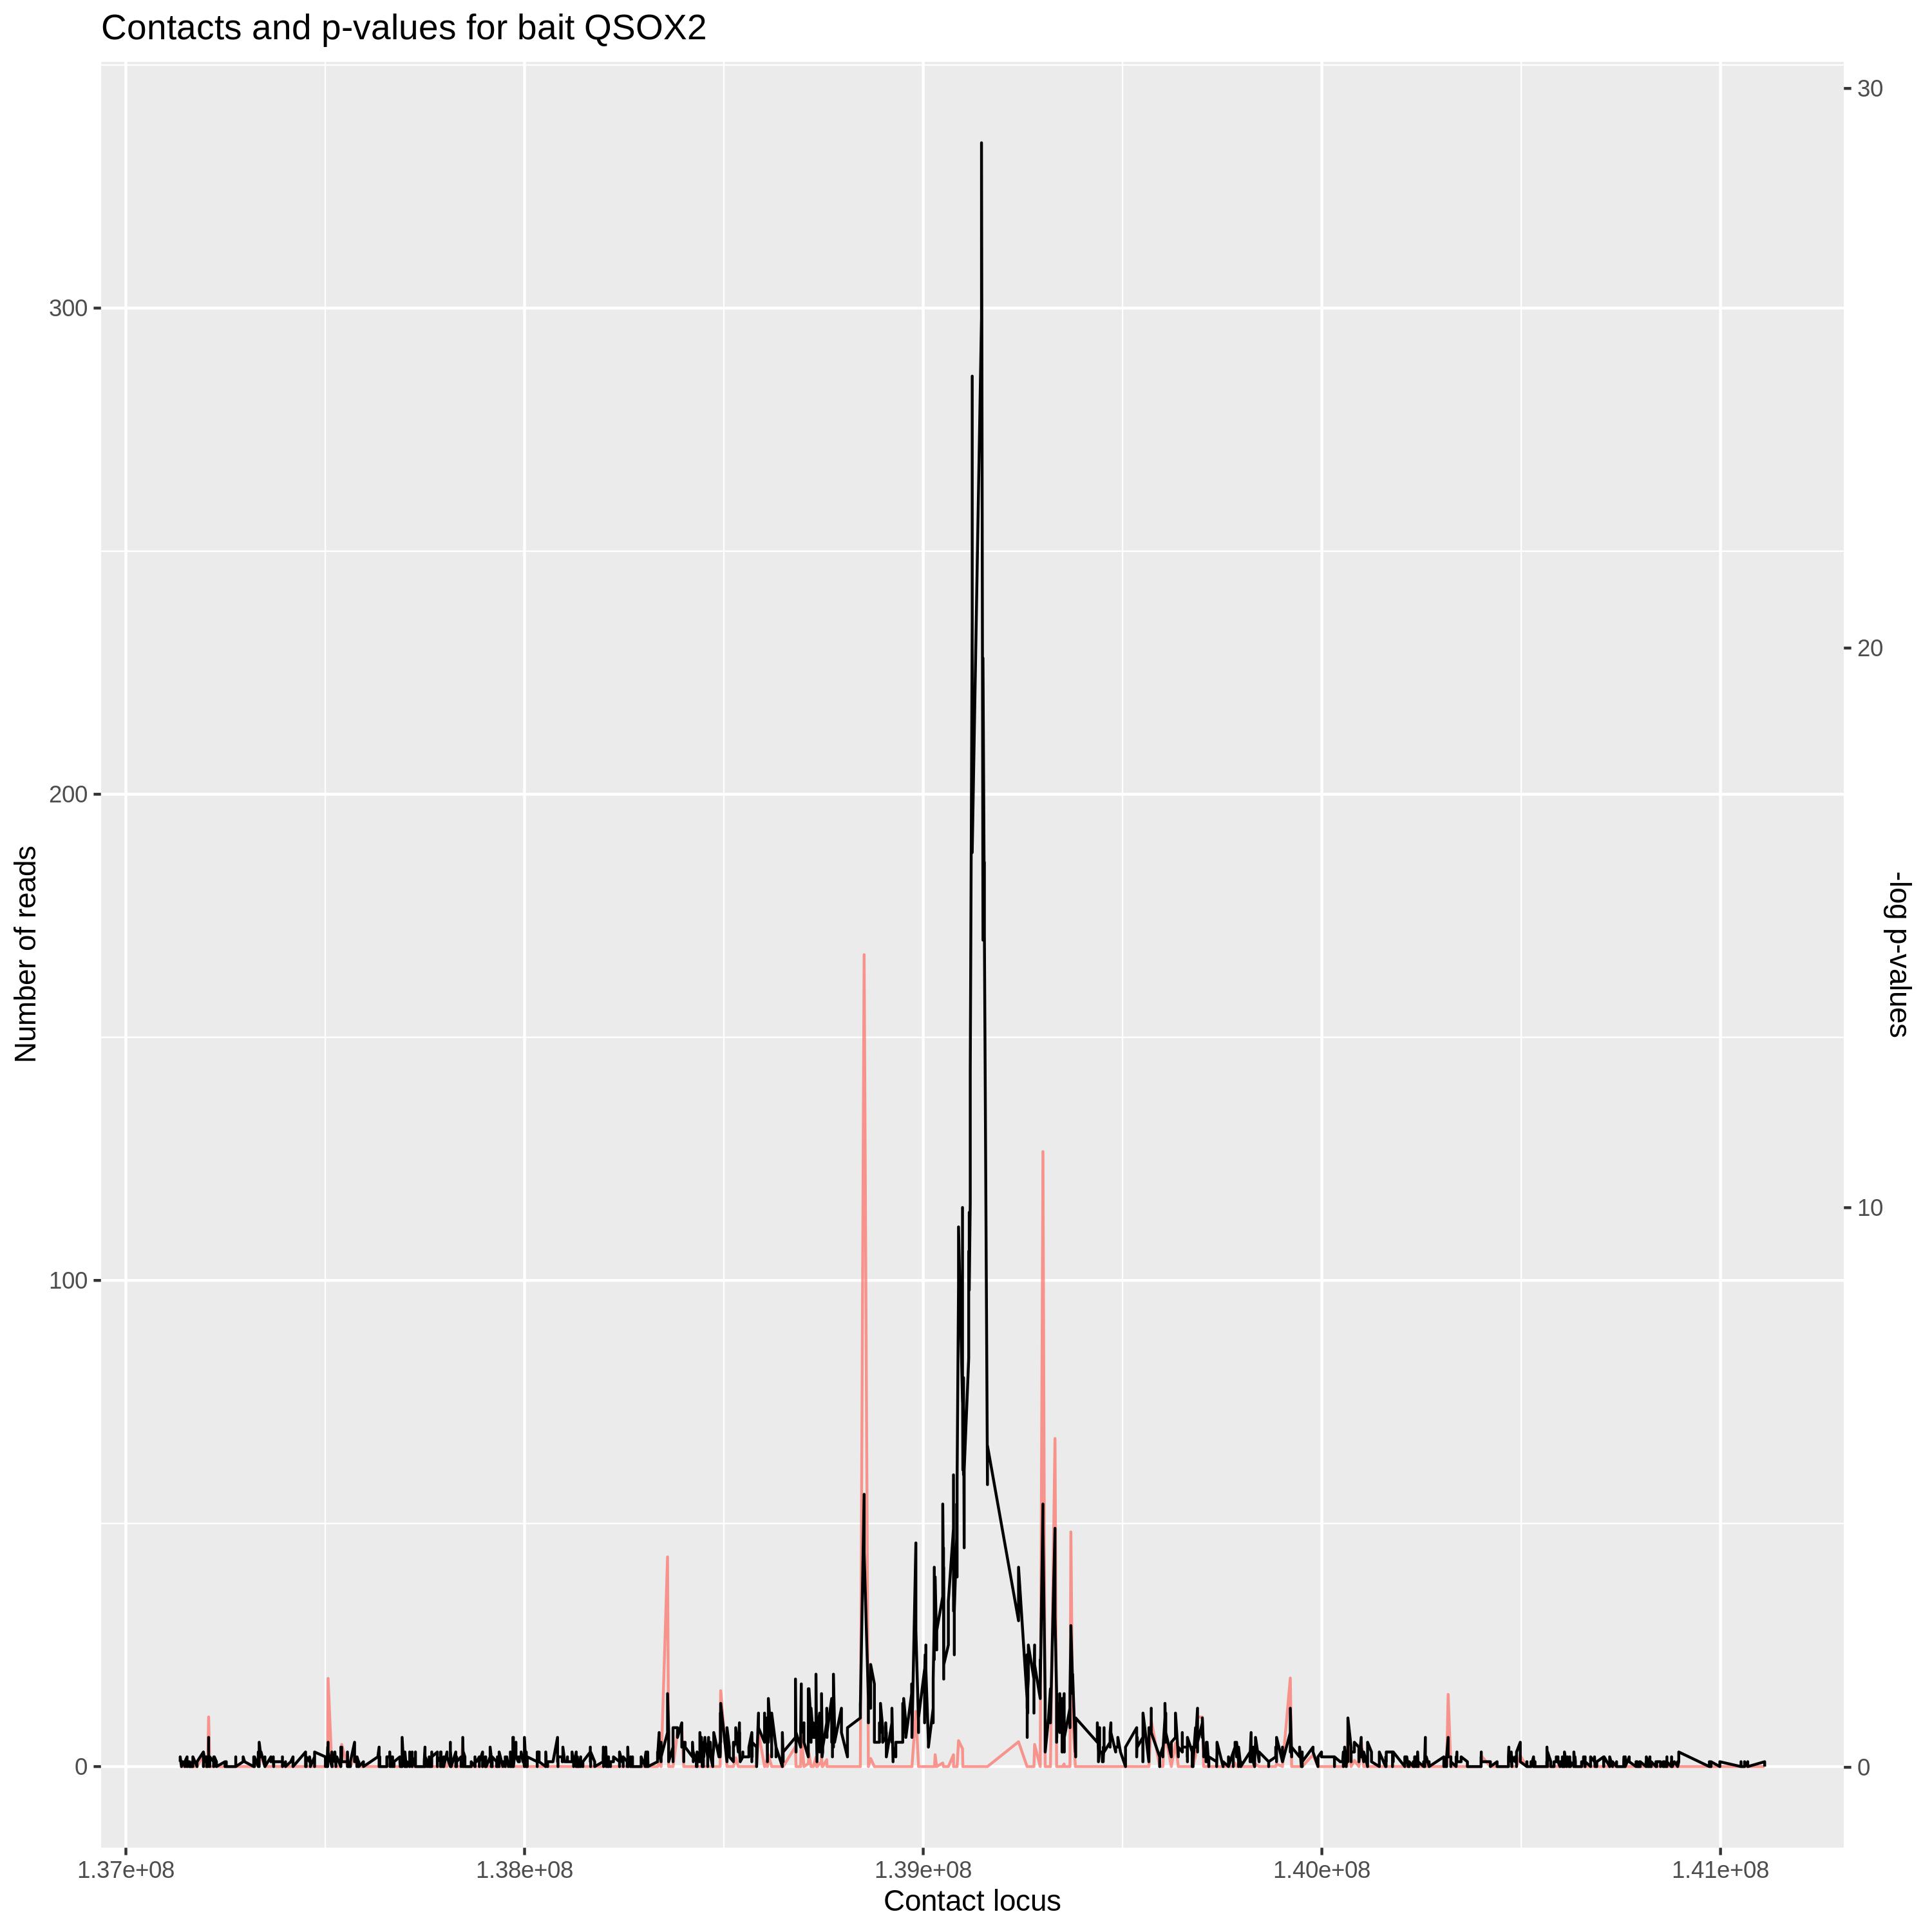 Contacts and p-values for bait QSOX2
Number of reads
300
200
100
0
30
20
10
0
-log p-values
1.37e+08
1.38e+08
1.39e+08
1.40e+08
1.41e+08
Contact locus